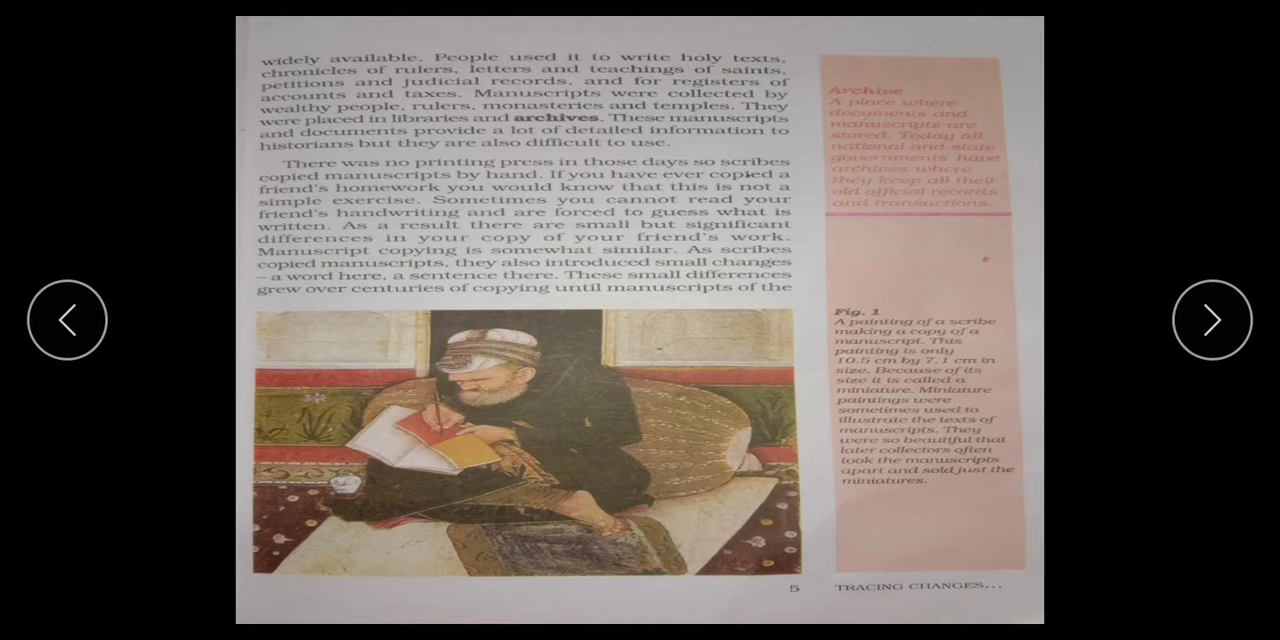 widely available. People used it to write holy texts,
chronicles of rulers, letters and teachings of saints,
petitions and judicial records, and for registers of
accounts and taxes. Manuscripts were collected by
wealthy people, rulers, monasteries and temples. They
were placed in libraries and archives. These manuscripts
and documents provide a lot of detailed information to
historians but they are also difficult to use.
There was no printing press in those days so scribes
copied manuscripts by hand. If you have ever copied a
friend's homework you would know that this is not a
simple exercise. Sometimes you cannot read your
friend's handwriting and are forced to guess what is
written. As a result there are small but significant
differences in your copy of your friend's work.
Manuscript copying is somewhat similar. As scribes
copied manuscripts, they also introduced small changes
– a word here, a sentence there. These small differences
grew over centuries of copying until manuscripts of the
Archive
A place where
documents and
manuscripts are
stored. Today all
national and state
governments have
archives where
they keep all their
old official records
and transactions.
Fig. 1
A painting of a scribe
making a copy of a
manuscript. This
painting is only
10.5 cm by 7.1 cm in
size. Because of its
size it is called a
miniature. Miniature
paintings were
sometimes used to
illustrate the texts of
manuscripts. They
were so beautiful that
later collectors often
took the manuscripts
apart and sold just the
miniatures.
5
TRACING CHANGES...